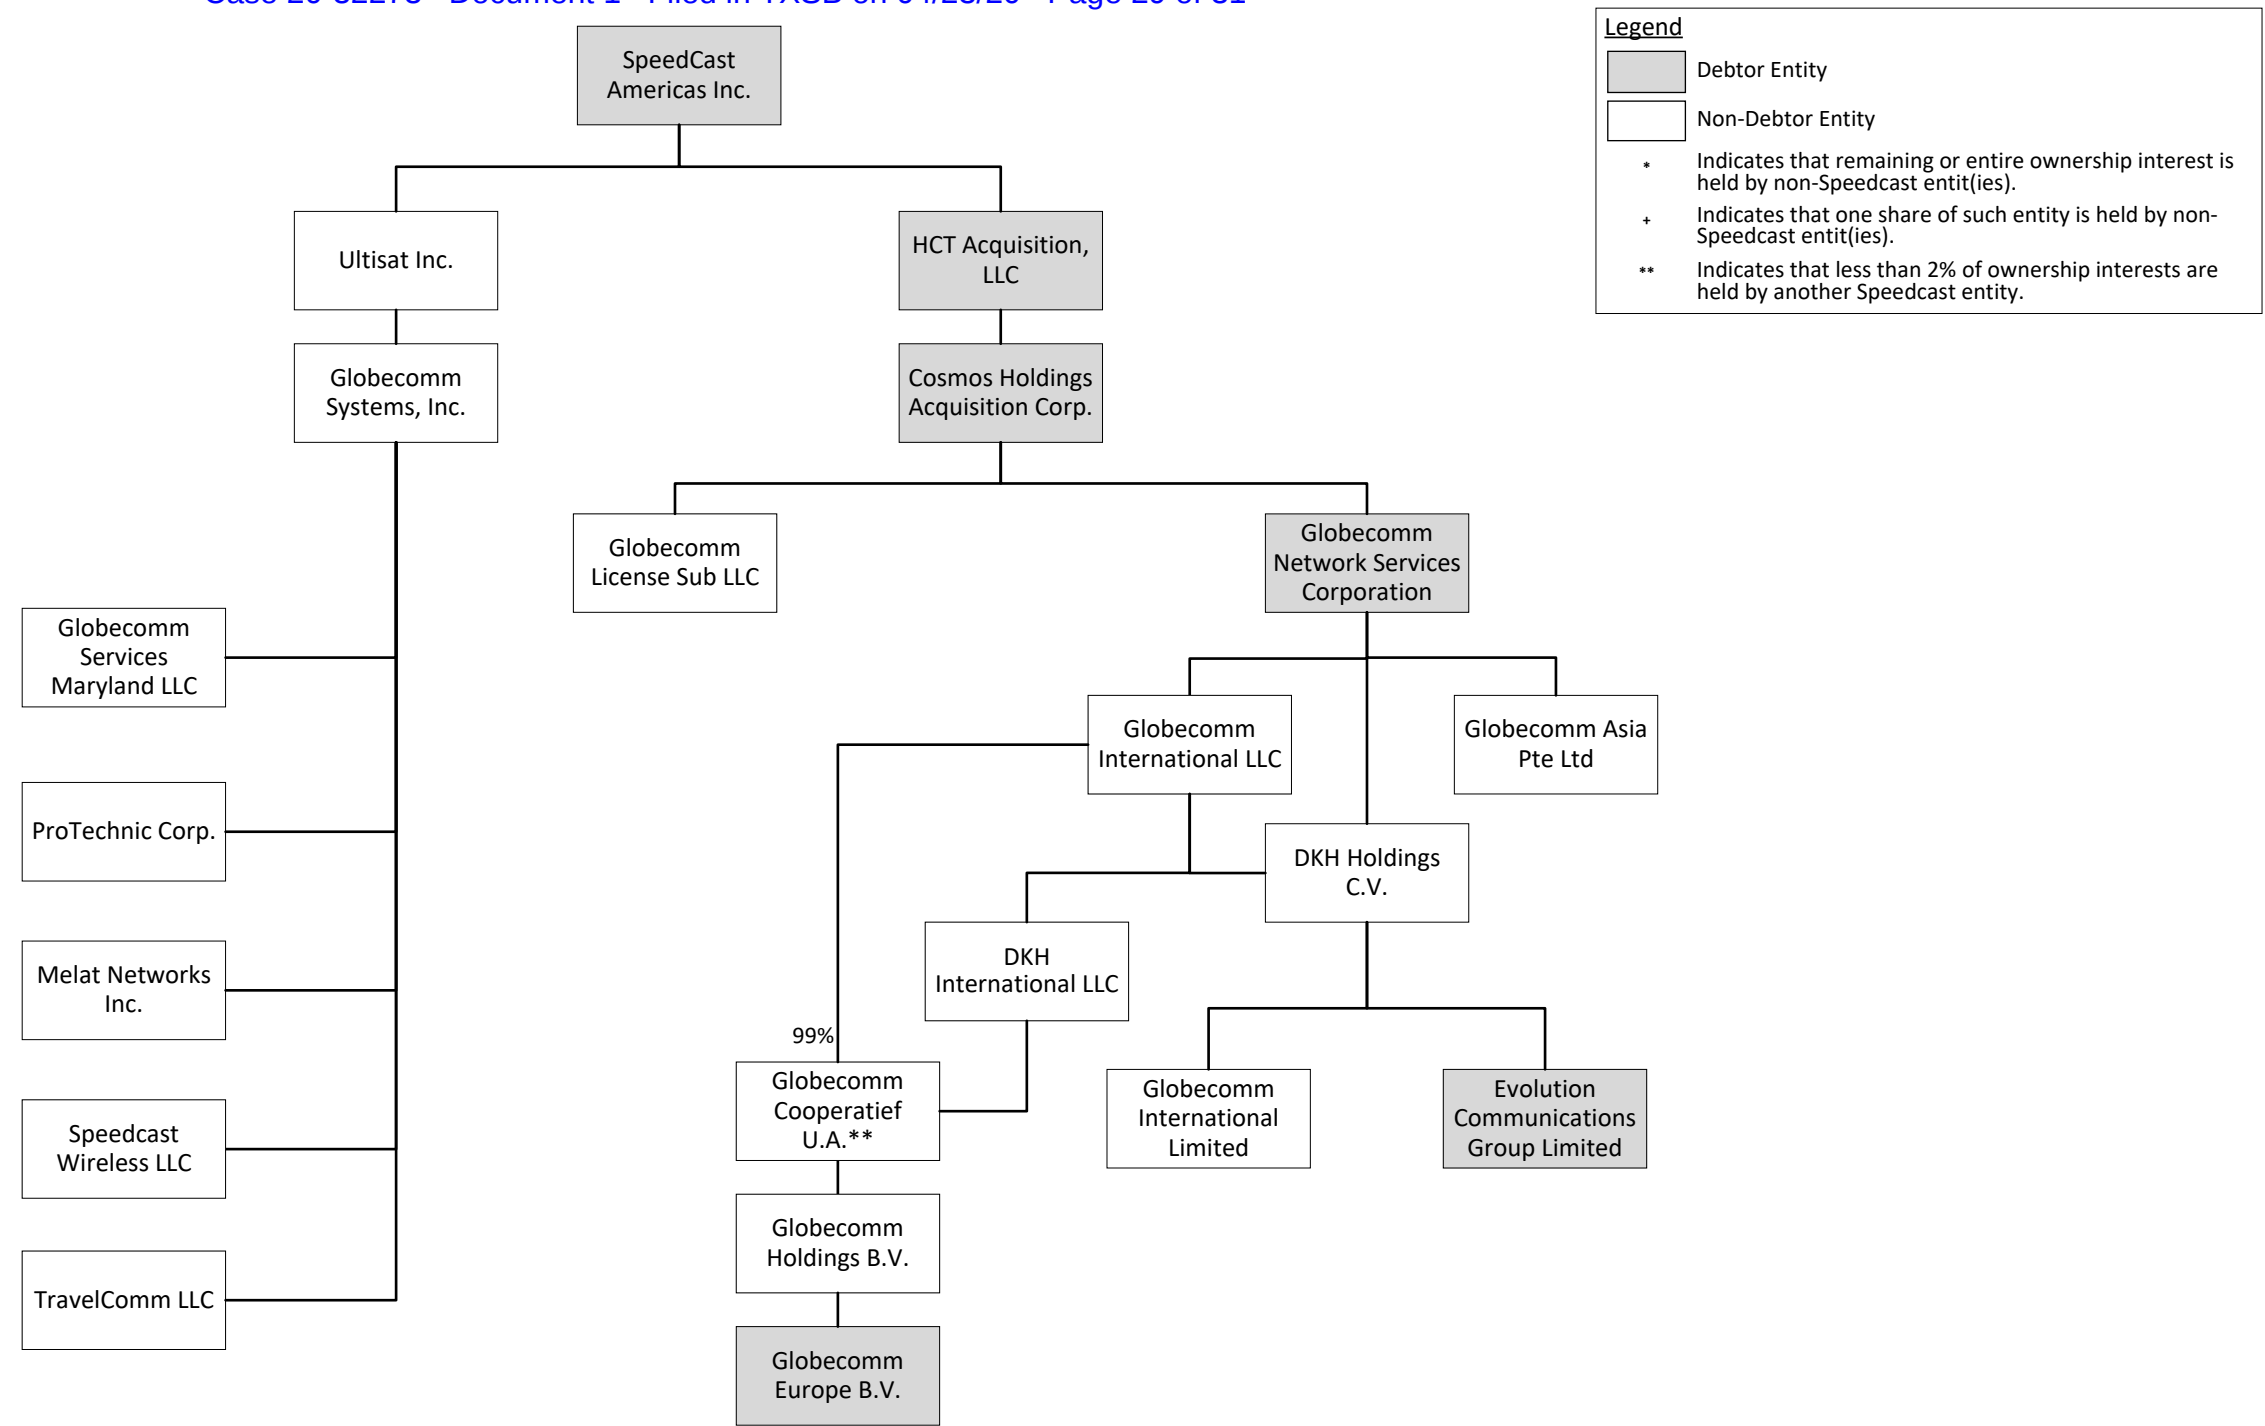 SpeedCast
Americas Inc.
Legend
Debtor Entity
Non-Debtor Entity
* Indicates that remaining or entire ownership interest is
held by non-Speedcast entit(ies).
+ Indicates that one share of such entity is held by non-
Speedcast entit(ies).
** Indicates that less than 2% of ownership interests are
held by another Speedcast entity.
Ultisat Inc.
HCT Acquisition,
LLC
Globecomm
Systems, Inc.
Cosmos Holdings
Acquisition Corp.
Globecomm
License Sub LLC
Globecomm
Network Services
Corporation
Globecomm
Services
Maryland LLC
Globecomm
International LLC
Globecomm Asia
Pte Ltd
ProTechnic Corp.
DKH Holdings
C.V.
Melat Networks
Inc.
DKH
International LLC
99%
Globecomm
Cooperatief
U.A.**
Globecomm
International
Limited
Evolution
Communications
Group Limited
Speedcast
Wireless LLC
Globecomm
Holdings B.V.
TravelComm LLC
Globecomm
Europe B.V.